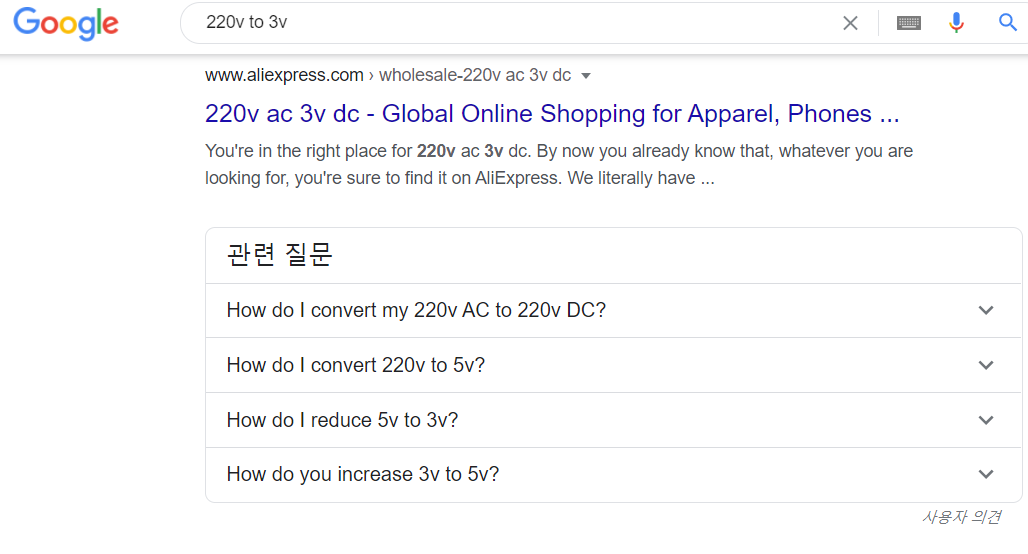 Google
220v to 3v
www.aliexpress.com › wholesale-220v ac 3v dc
220v ac 3v dc - Global Online Shopping for Apparel, Phones ...
You're in the right place for 220v ac 3v dc. By now you already know that, whatever you are
looking for, you're sure to find it on AliExpress. We literally have ...
관련 질문
How do I convert my 220v AC to 220v DC?
How do I convert 220v to 5v?
How do I reduce 5v to 3v?
How do you increase 3v to 5v?
사용자 의견